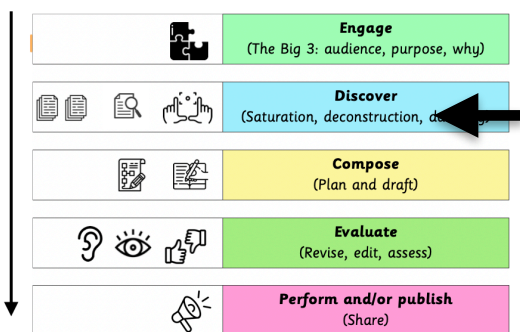 Engage
(The Big 3: audience, purpose, why)
Discover
(Saturation, deconstruction,
Compose
(Plan and draft)
Evaluate
(Revise, edit, assess)
Perform and/or publish
(Share)